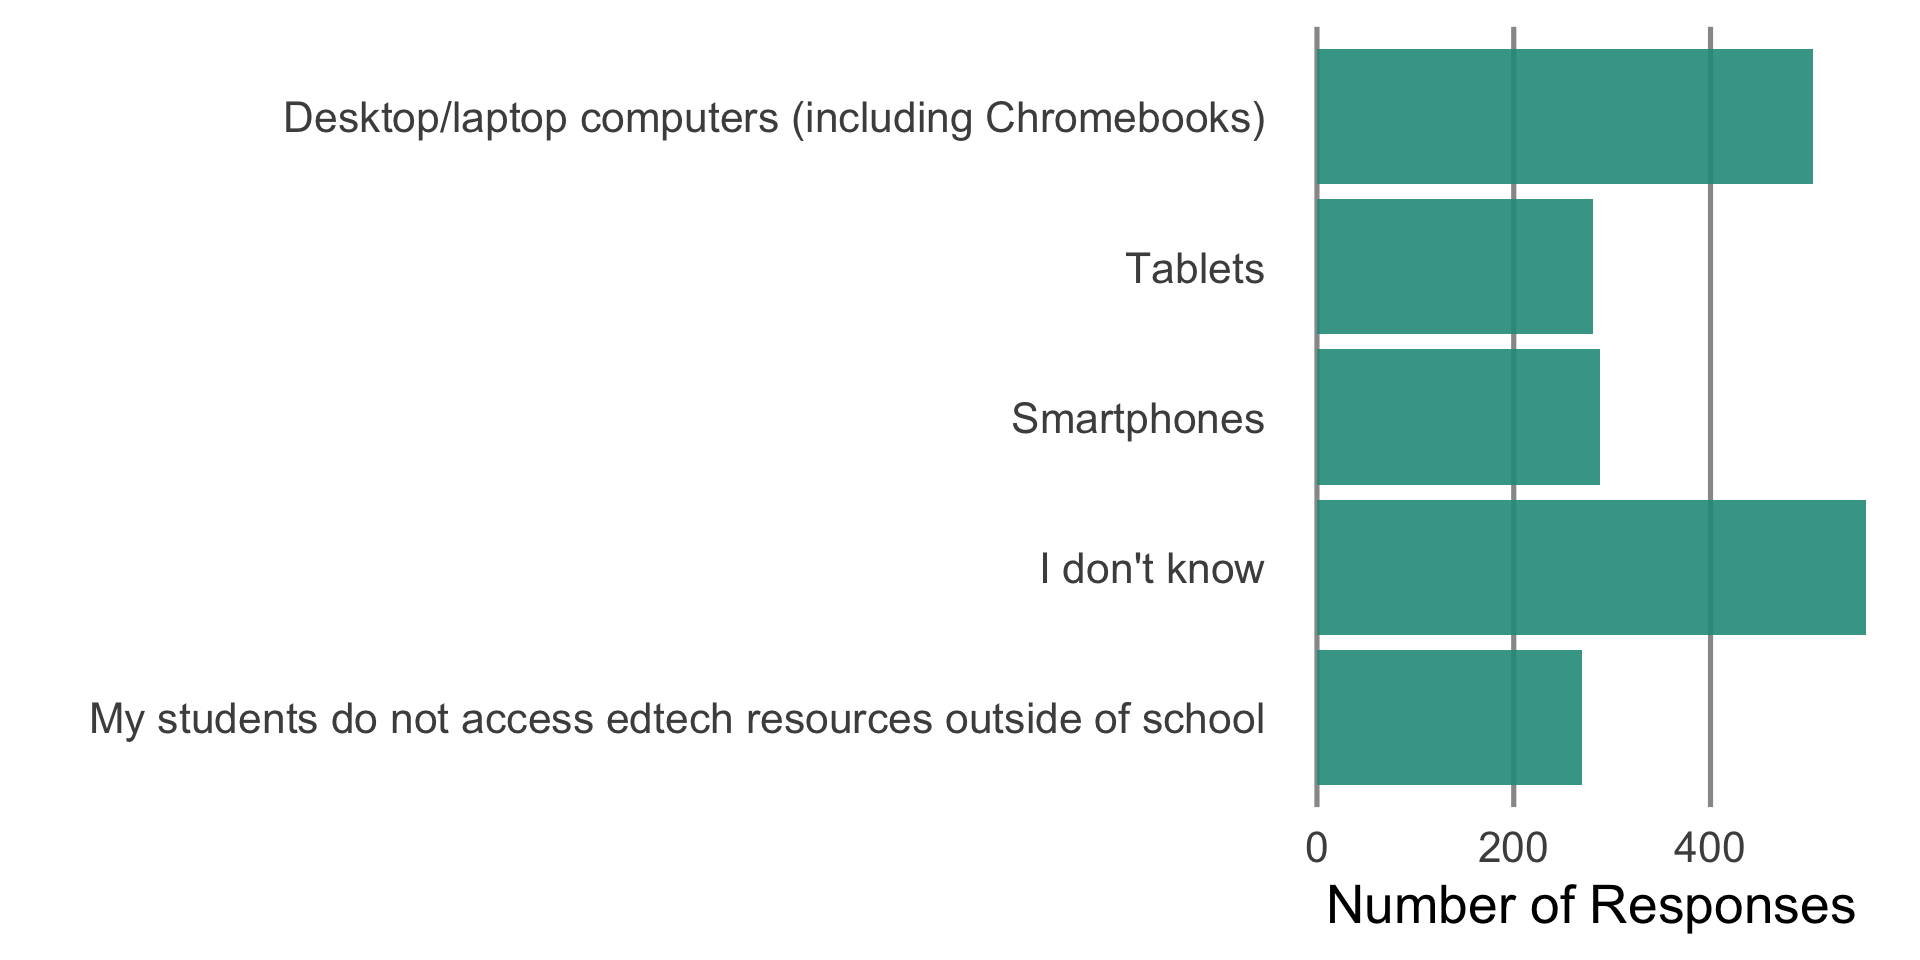 Desktop/laptop computers (including Chromebooks)
Tablets
Smartphones
I don't know
My students do not access edtech resources outside of school
0 200 400
Number of Responses